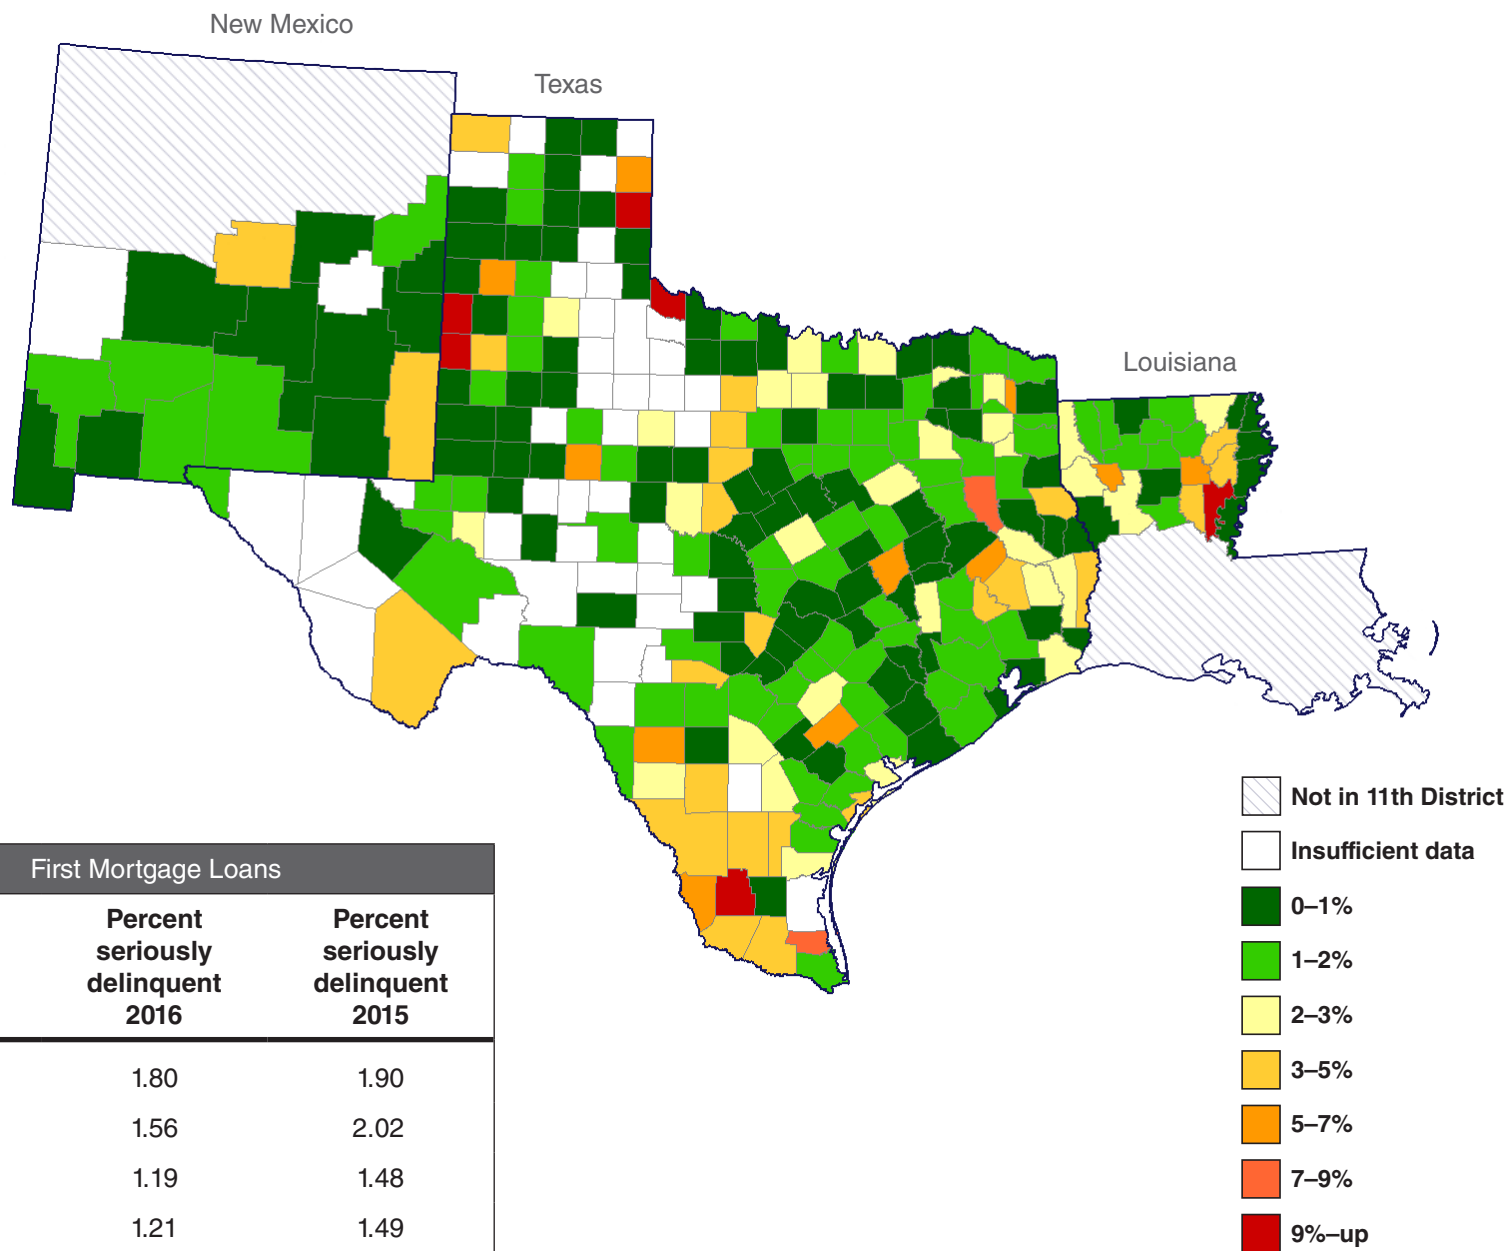 New Mexico
Texas
Louisiana
Not in 11th District
Insufficient data
0–1%
1–2%
2–3%
3–5%
5–7%
7–9%
9%–up
First Mortgage Loans
Percent
seriously
delinquent
2016
Percent
seriously
delinquent
2015
1.80 1.90
1.56 2.02
1.19 1.48
1.21 1.49